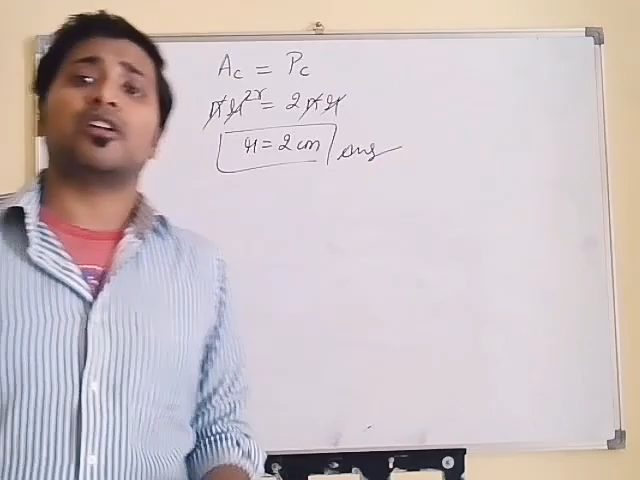 Ac = Pc
πr² = 2πr
r = 2 cm ans